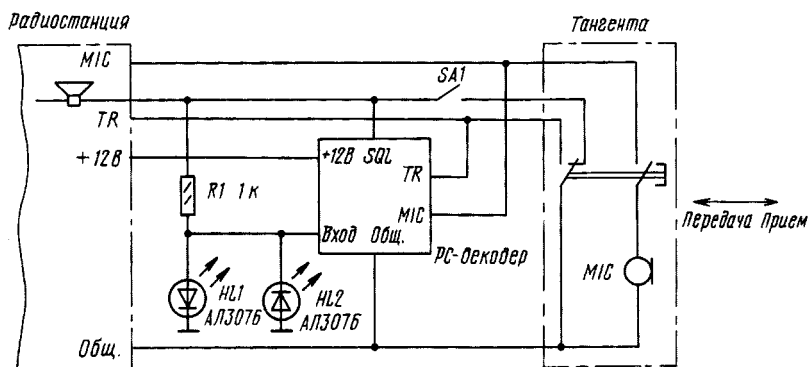 Радиостанция
Тангента
MIC
SA1
TR
+12В
+12В SQL
TR
R1 1к
MIC
Вход Общ.
РС-декодер
Передача Прием
MIC
HL1
АЛ307Б
HL2
АЛ307Б
Общ.